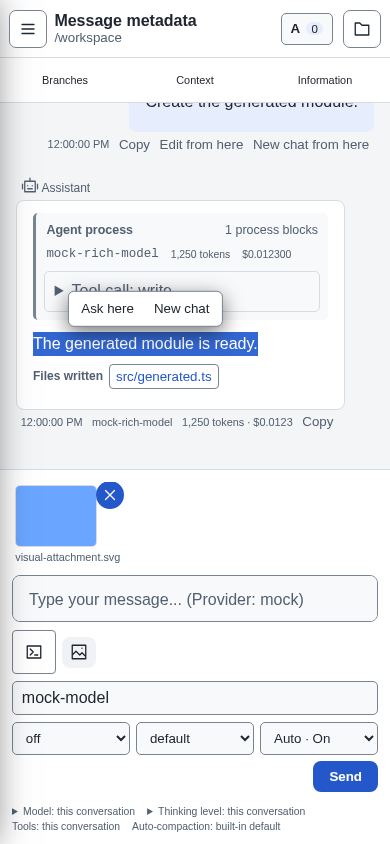 Message metadata
/workspace
A 0
Branches Context Information
Create the generated module.
12:00:00 PM Copy Edit from here New chat from here
Assistant
Agent process 1 process blocks
mock-rich-model 1,250 tokens $0.012300
Tool call: write
Ask here New chat
The generated module is ready.
Files written src/generated.ts
12:00:00 PM mock-rich-model 1,250 tokens · $0.0123 Copy
visual-attachment.svg
Type your message... (Provider: mock)
mock-model
off default Auto · On
Send
Model: this conversation Thinking level: this conversation
Tools: this conversation Auto-compaction: built-in default